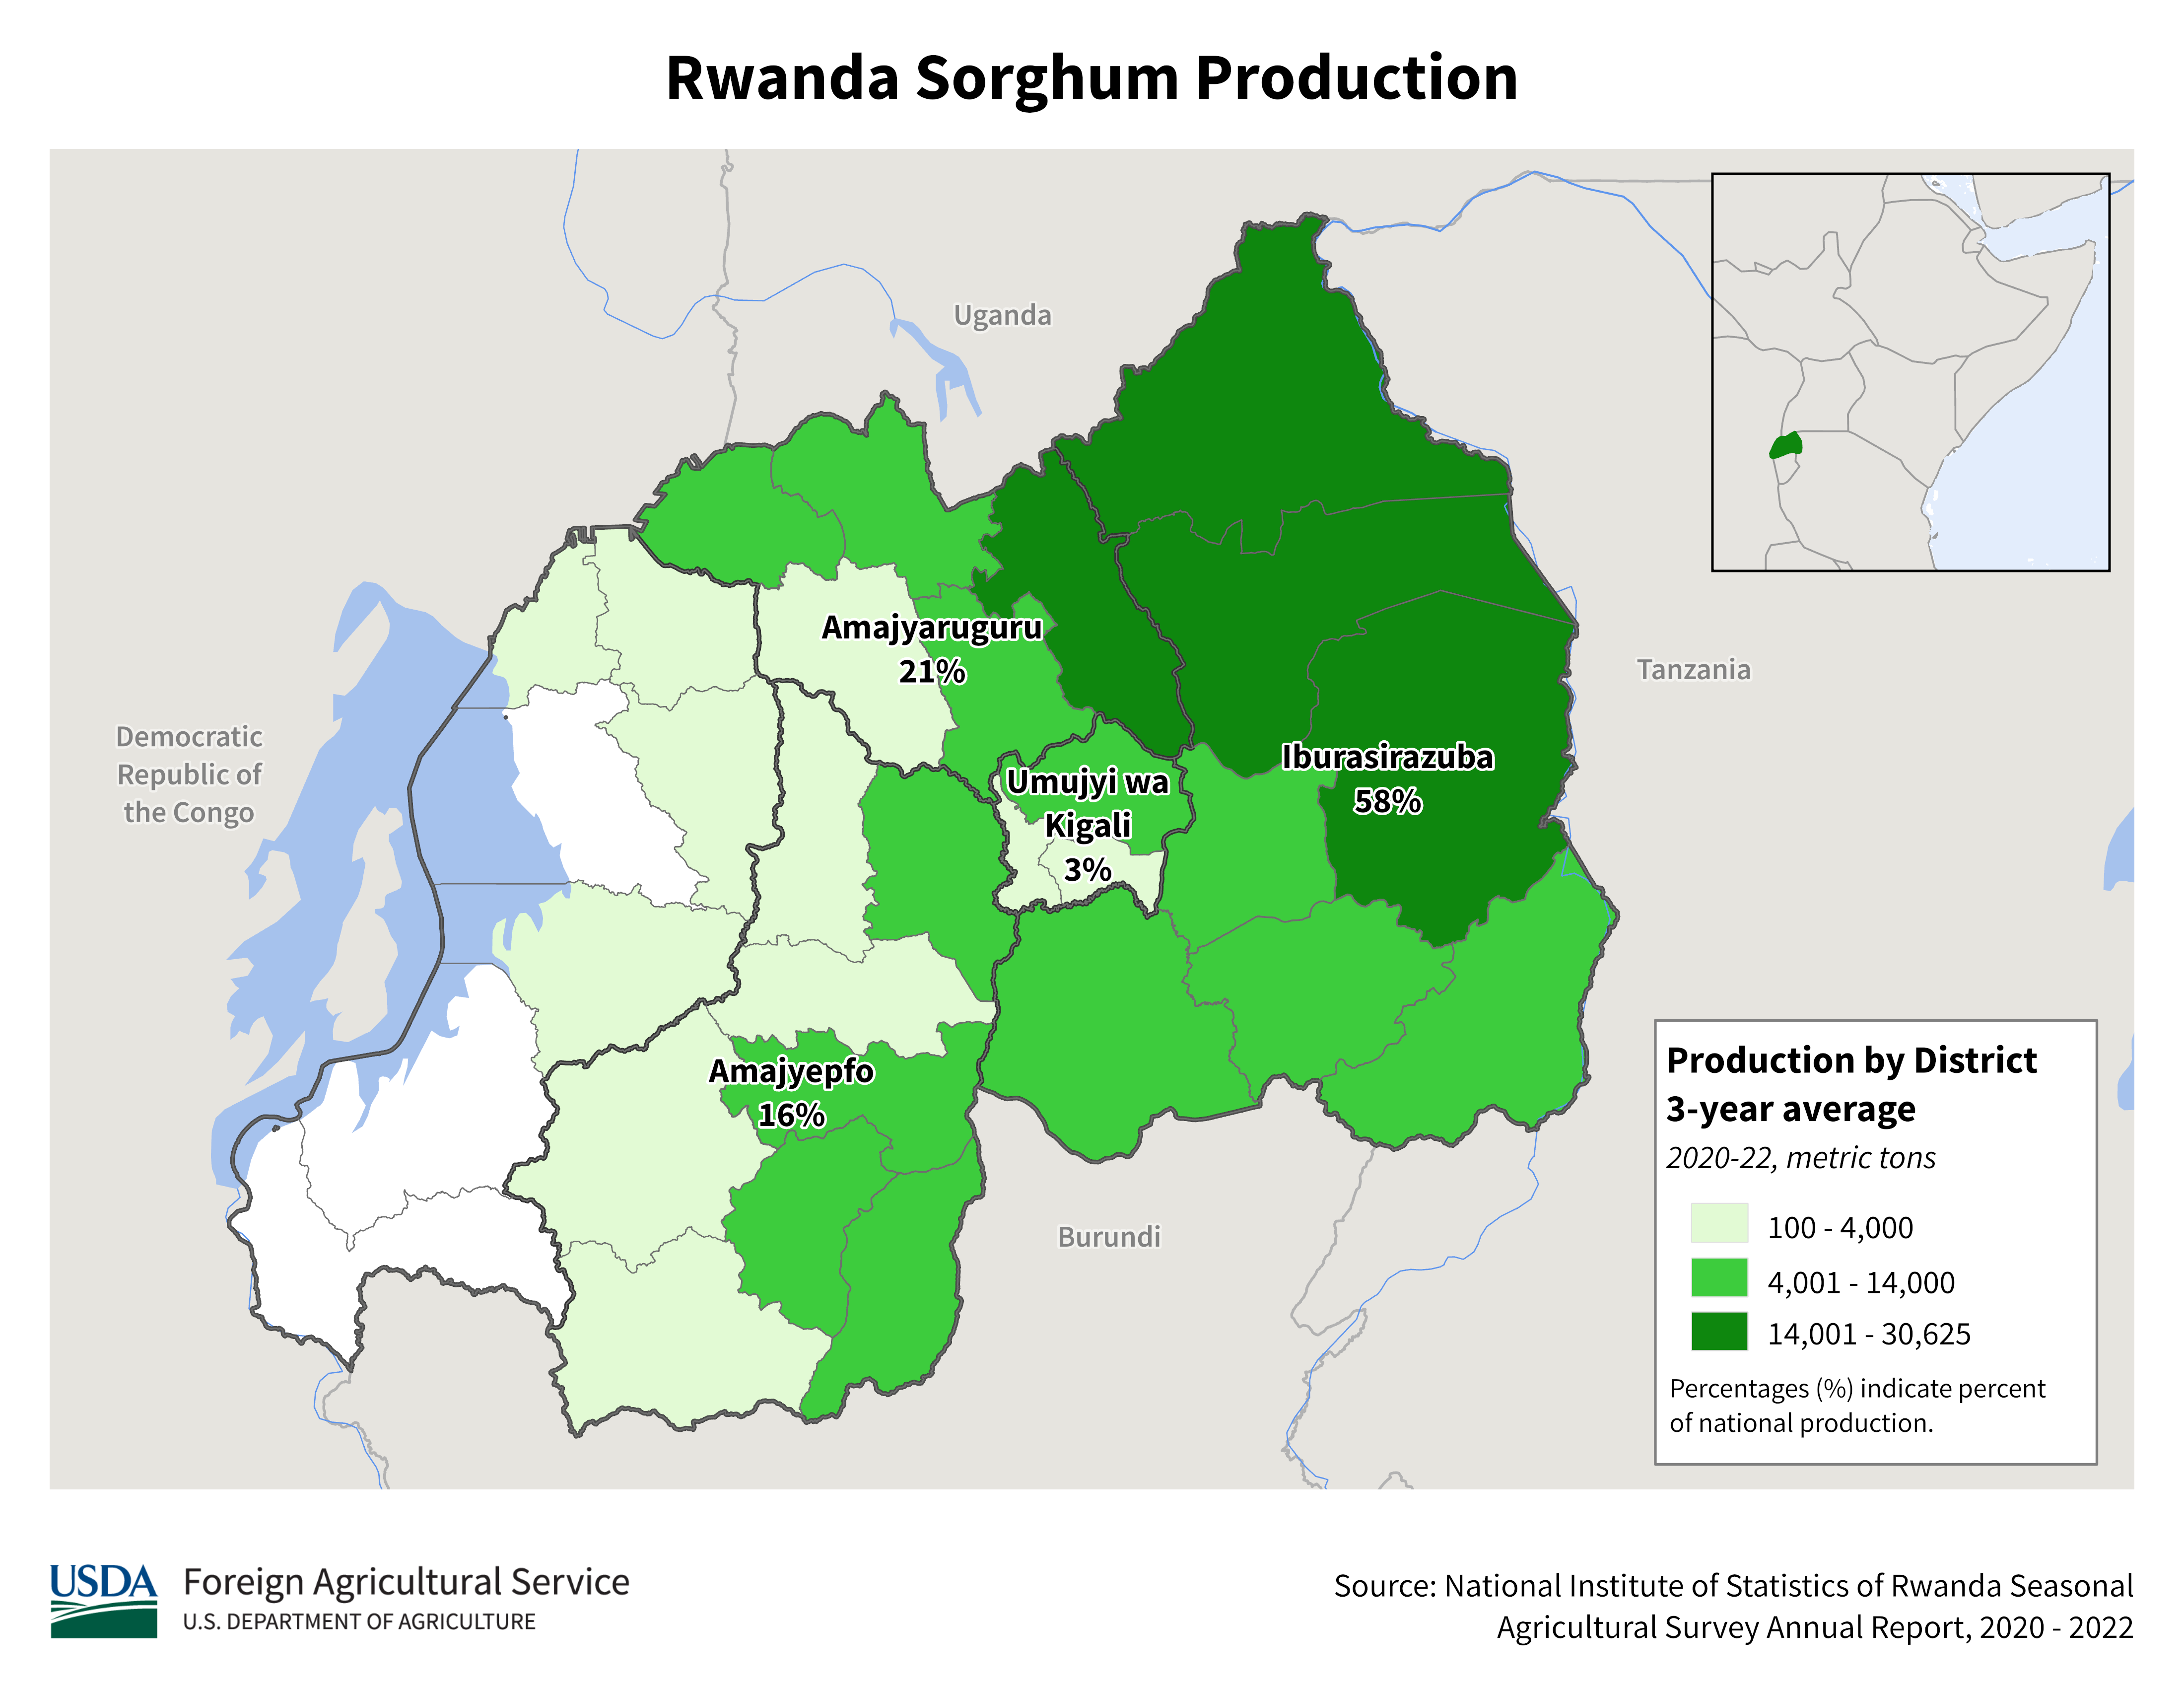 Rwanda Sorghum Production
Uganda
Amajyaruguru
21%
Tanzania
Democratic
Republic of
the Congo
Iburasirazuba
58%
Umujyi wa
Kigali
3%
Amajyepfo
16%
Burundi
Production by District
3-year average
2020-22, metric tons
100 - 4,000
4,001 - 14,000
14,001 - 30,625
Percentages (%) indicate percent
of national production.
USDA
Foreign Agricultural Service
U.S. DEPARTMENT OF AGRICULTURE
Source: National Institute of Statistics of Rwanda Seasonal
Agricultural Survey Annual Report, 2020 - 2022